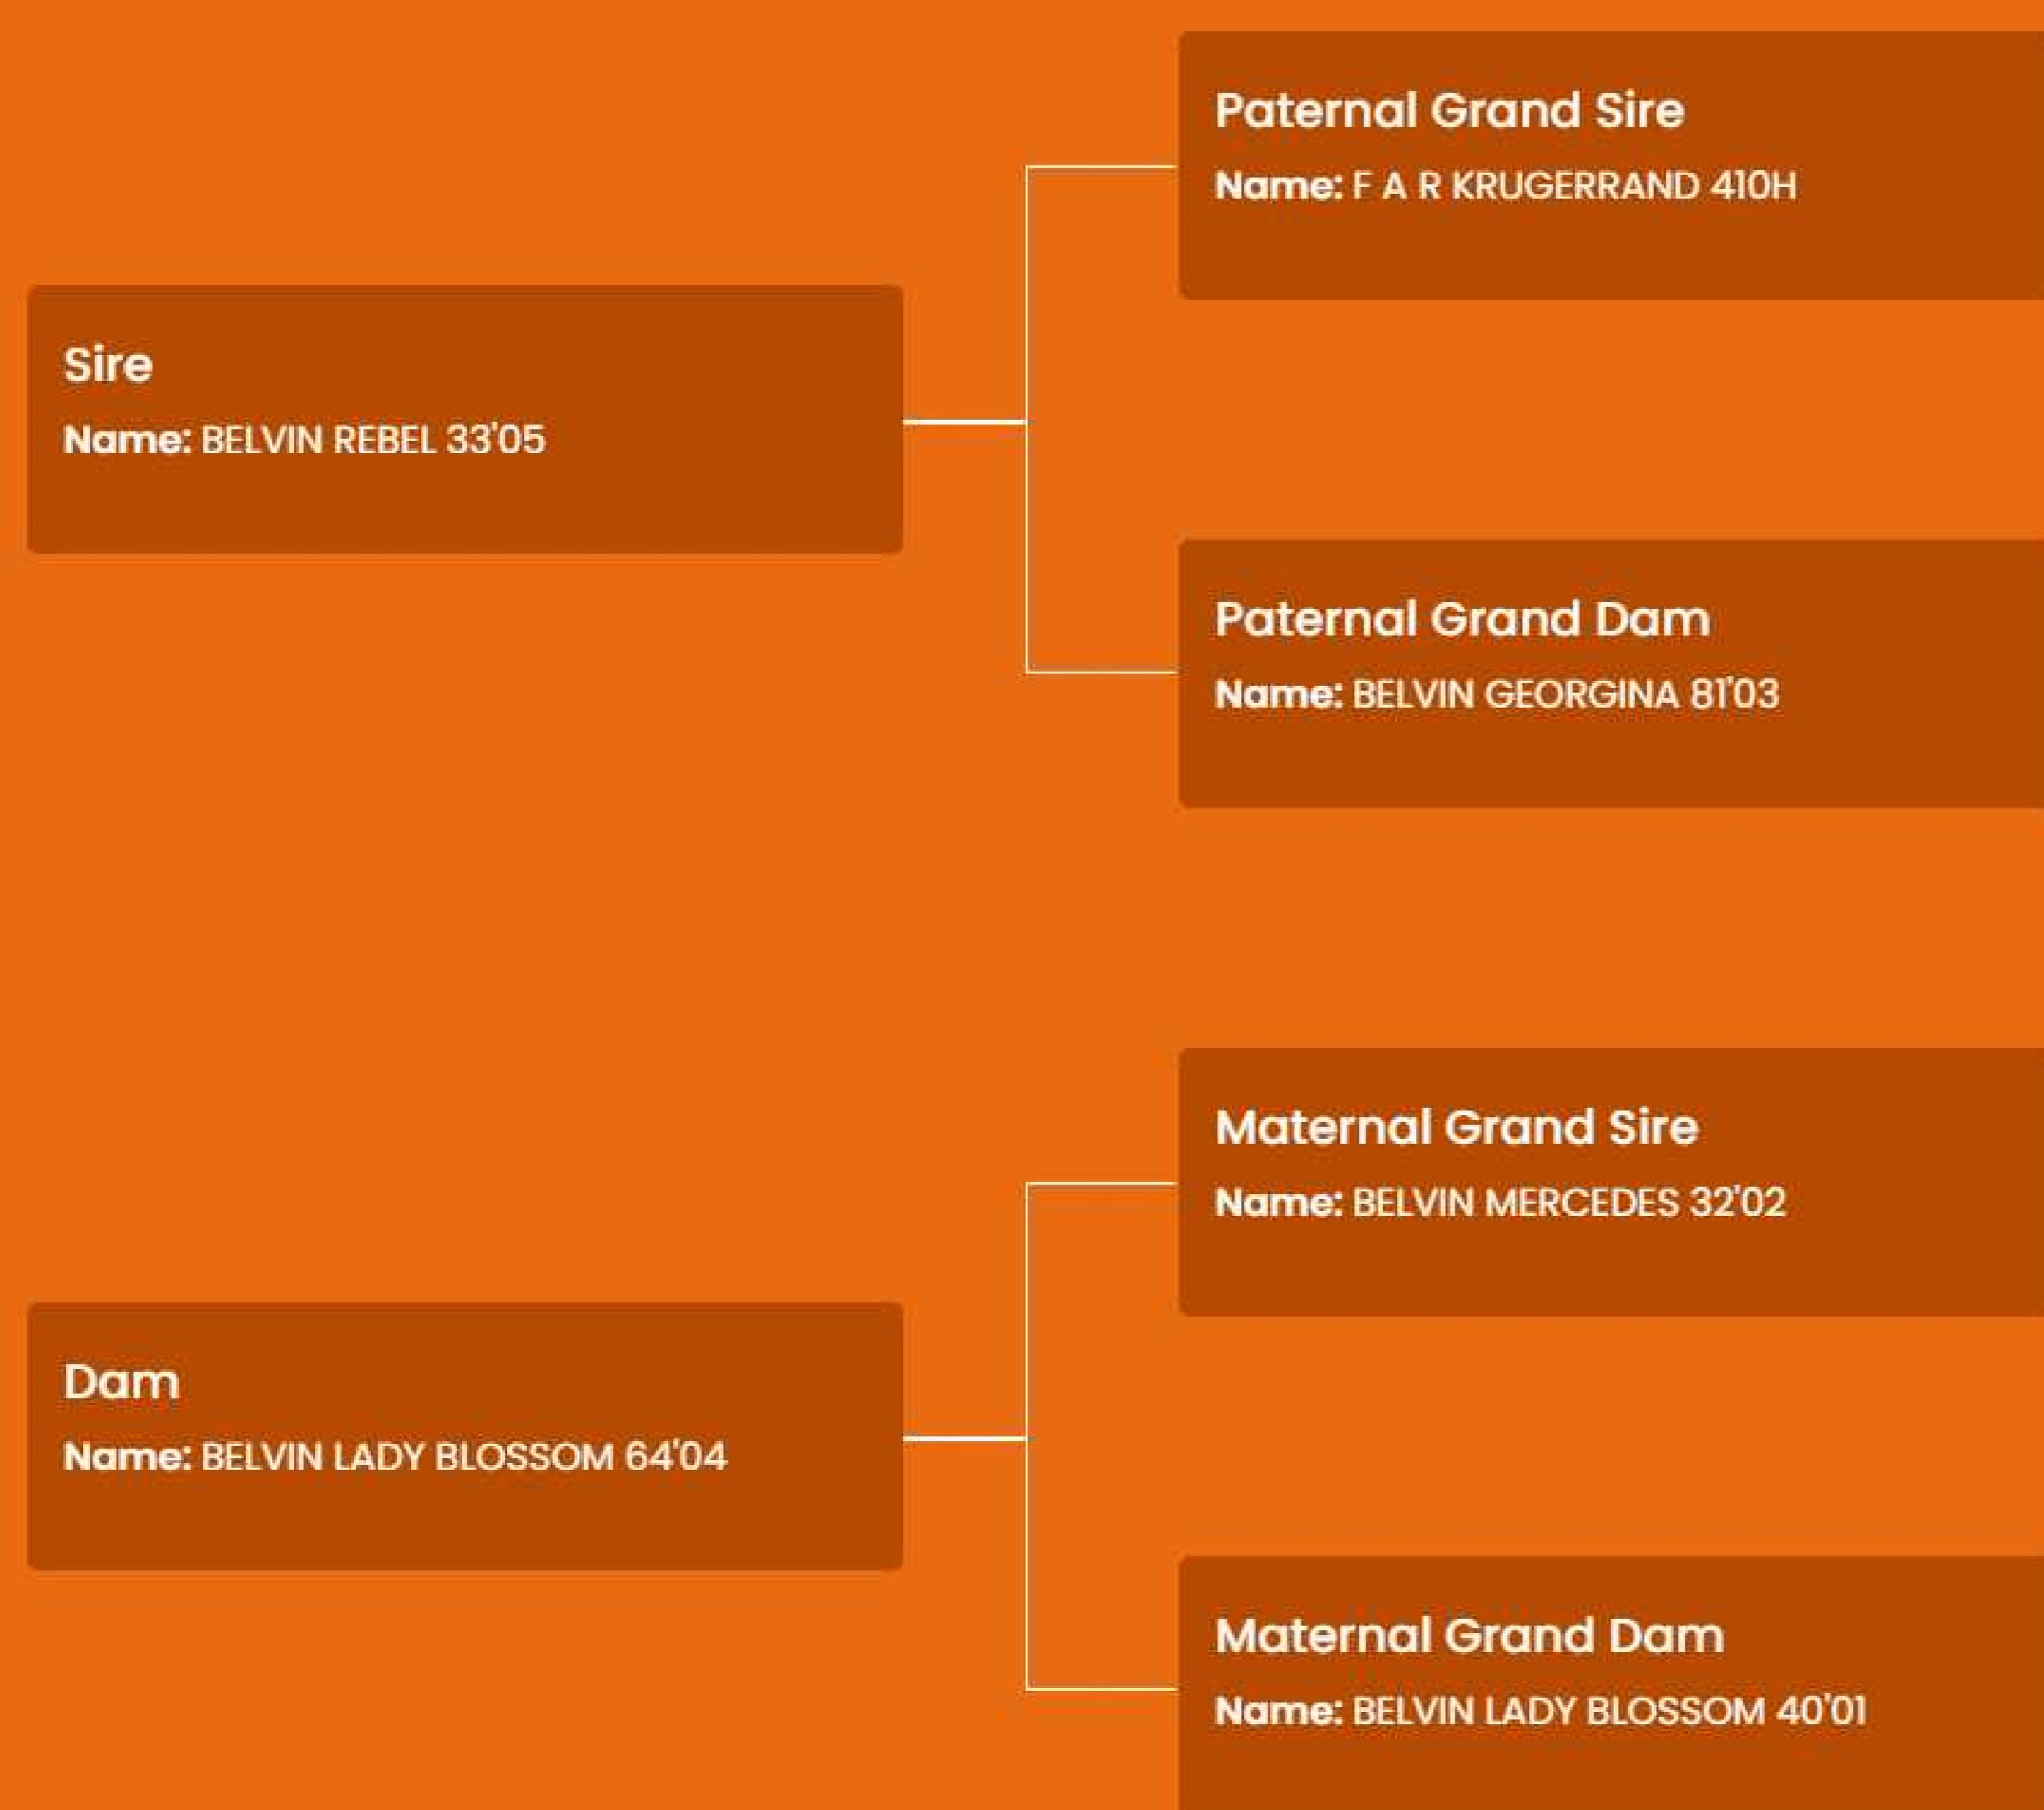 Paternal Grand Sire
Name: F A R KRUGERRAND 410H
Sire
Name: BELVIN REBEL 33'05
Paternal Grand Dam
Name: BELVIN GEORGINA 81'03
Maternal Grand Sire
Name: BELVIN MERCEDES 32'02
Dam
Name: BELVIN LADY BLOSSOM 64'04
Maternal Grand Dam
Name: BELVIN LADY BLOSSOM 40'01